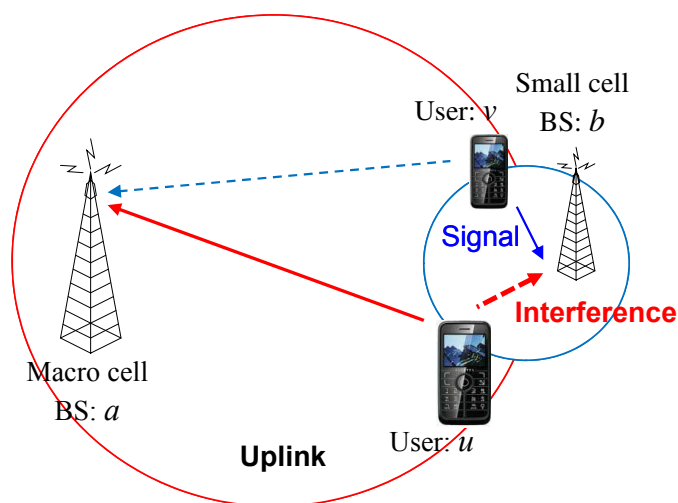 Small cell
User: v
BS: b
Signal
Interference
Macro cell
BS: a
User: u
Uplink